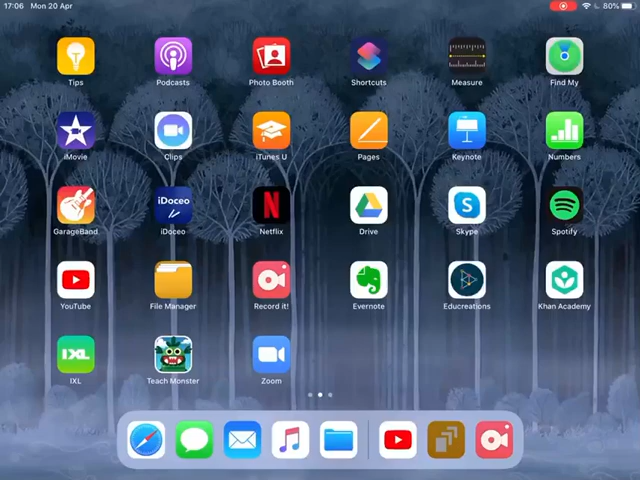 17:06 Mon 20 Apr 80%
Tips Podcasts Photo Booth Shortcuts Measure Find My
iMovie Clips iTunes U Pages Keynote Numbers
iDoceo
GarageBand iDoceo Netflix Drive Skype Spotify
YouTube File Manager Record it! Evernote Educreations Khan Academy
IXL
IXL Teach Monster Zoom